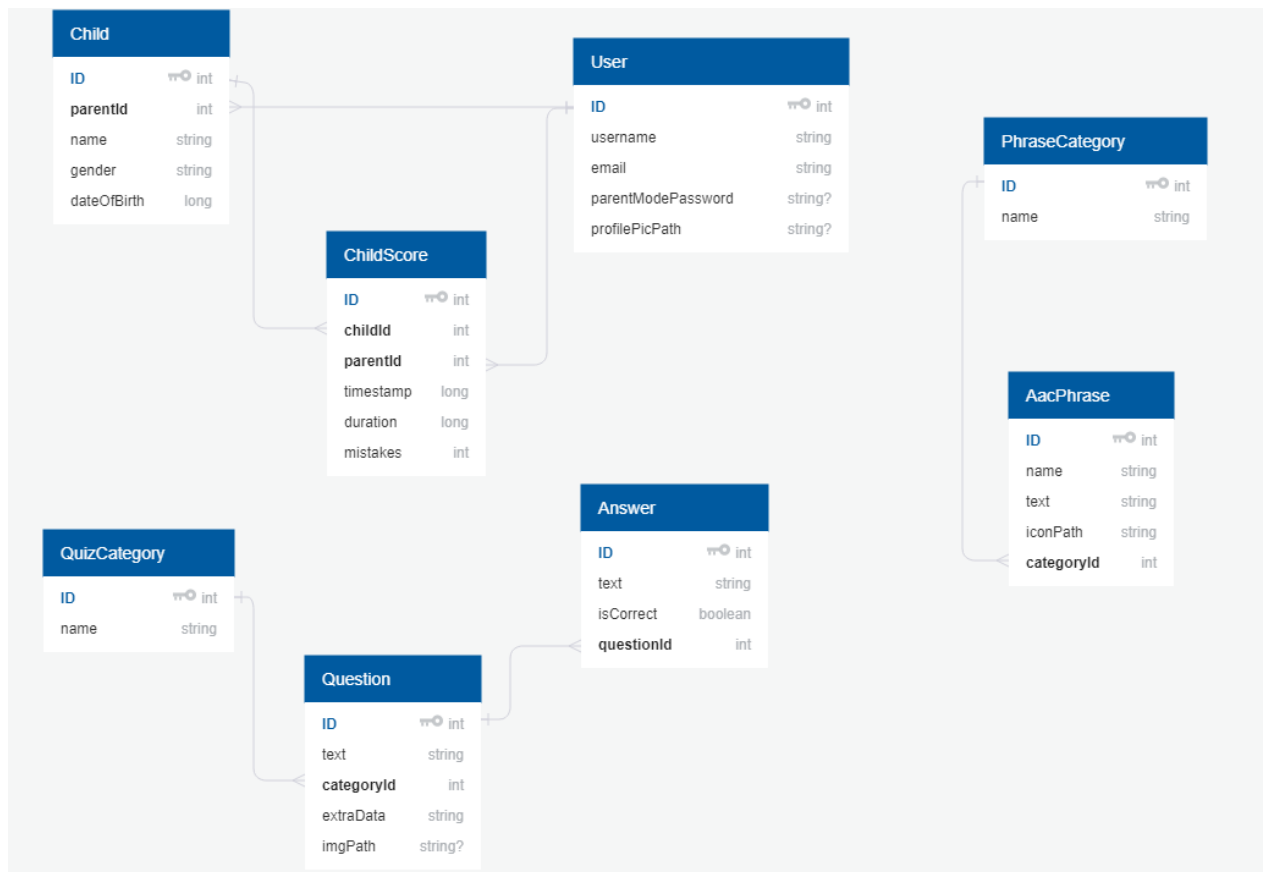 Child
ID int
parentId int
name string
gender string
dateOfBirth long
User
ID int
username string
email string
parentModePassword string?
profilePicPath string?
PhraseCategory
ID int
name string
ChildScore
ID int
childId int
parentId int
timestamp long
duration long
mistakes int
AacPhrase
ID int
name string
text string
iconPath string
categoryId int
Answer
ID int
text string
isCorrect boolean
questionId int
QuizCategory
ID int
name string
Question
ID int
text string
categoryId int
extraData string
imgPath string?